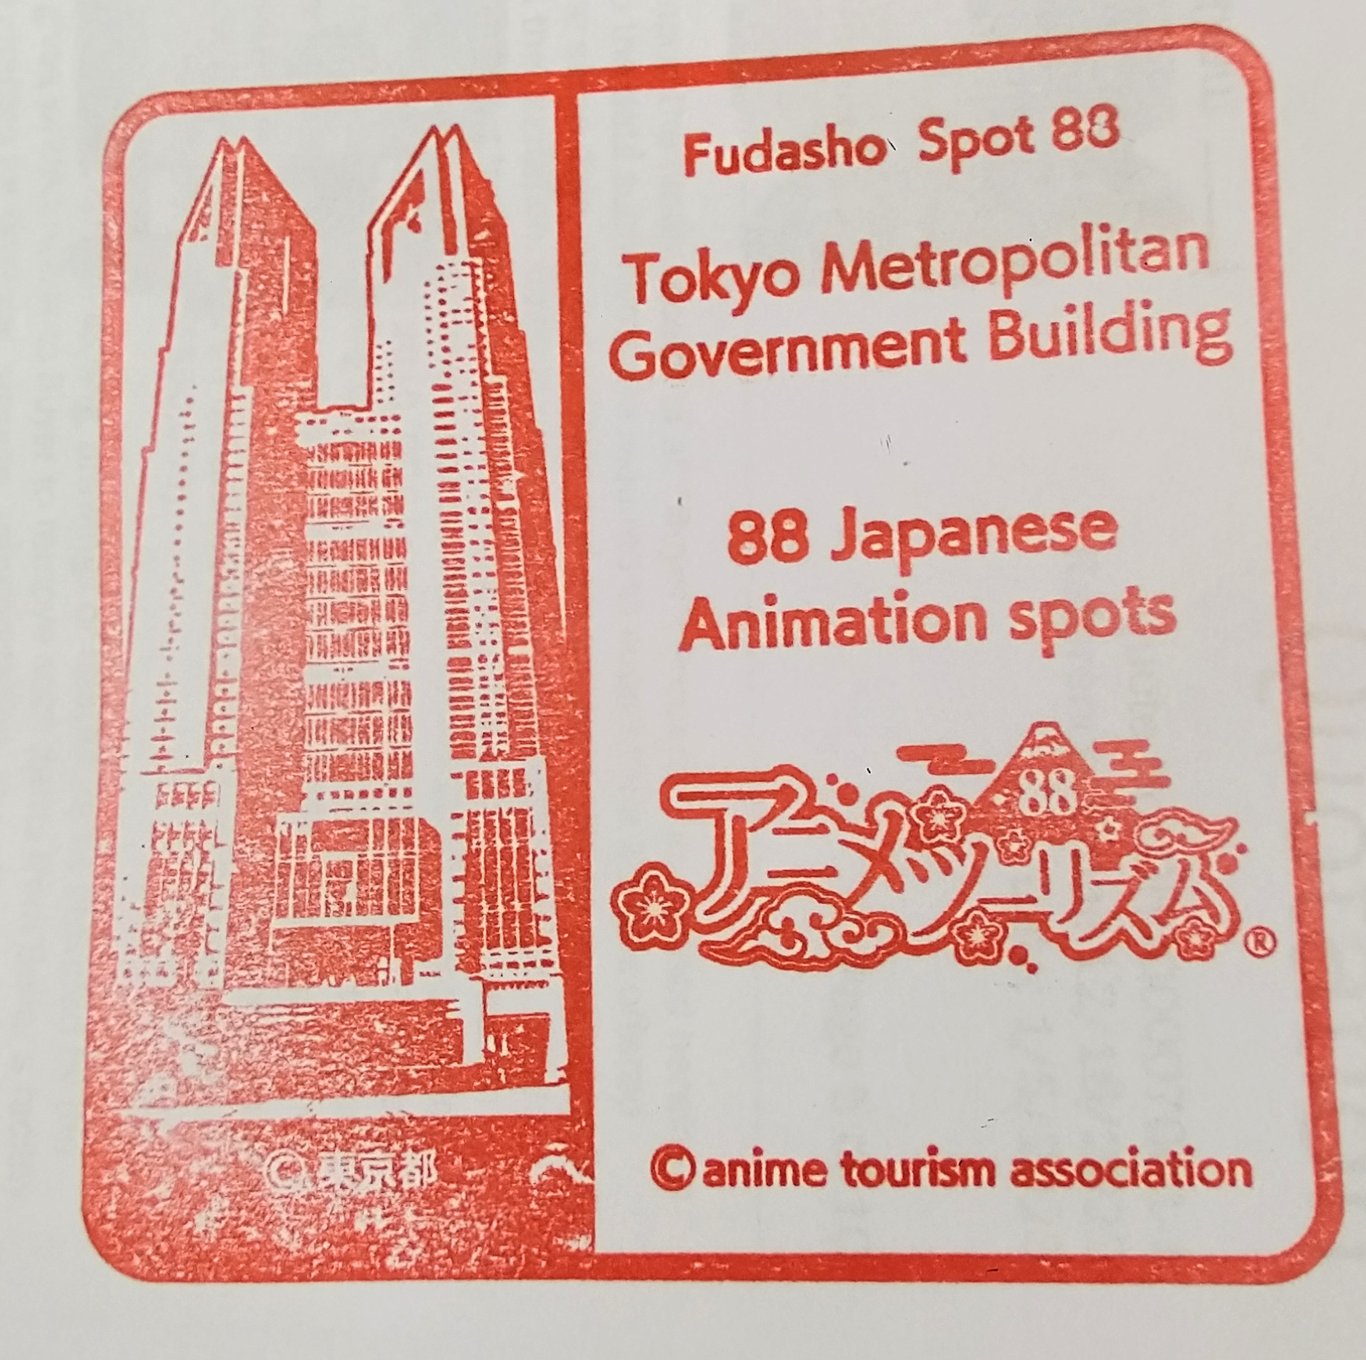 Fudasho Spot 88
Tokyo Metropolitan
Government Building
88 Japanese
Animation spots
88
アニメツーリズム®
©東京都
©anime tourism association